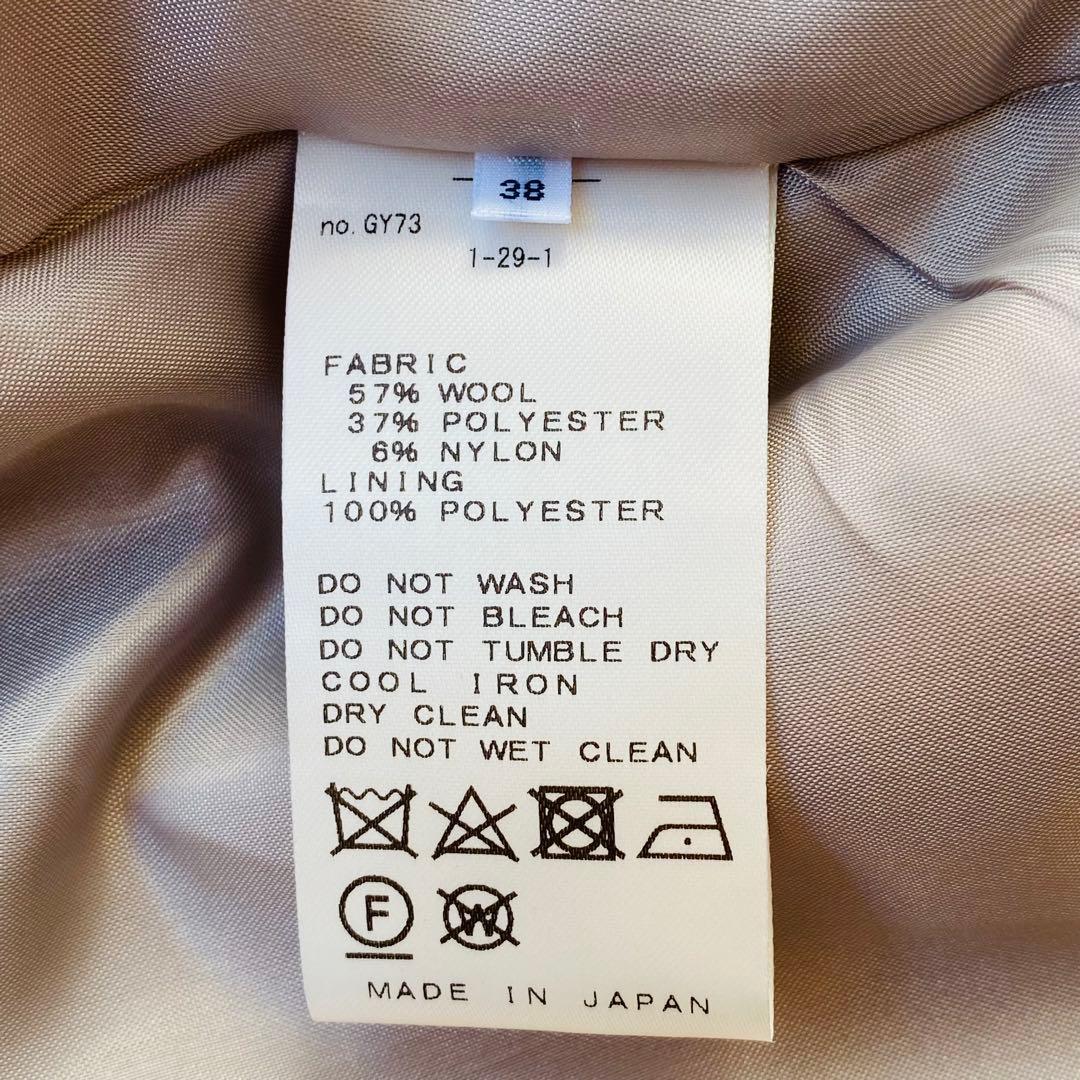 38
no. GY73
1-29-1
FABRIC
57% WOOL
37% POLYESTER
6% NYLON
LINING
100% POLYESTER
DO NOT WASH
DO NOT BLEACH
DO NOT TUMBLE DRY
COOL IRON
DRY CLEAN
DO NOT WET CLEAN
F W
MADE IN JAPAN